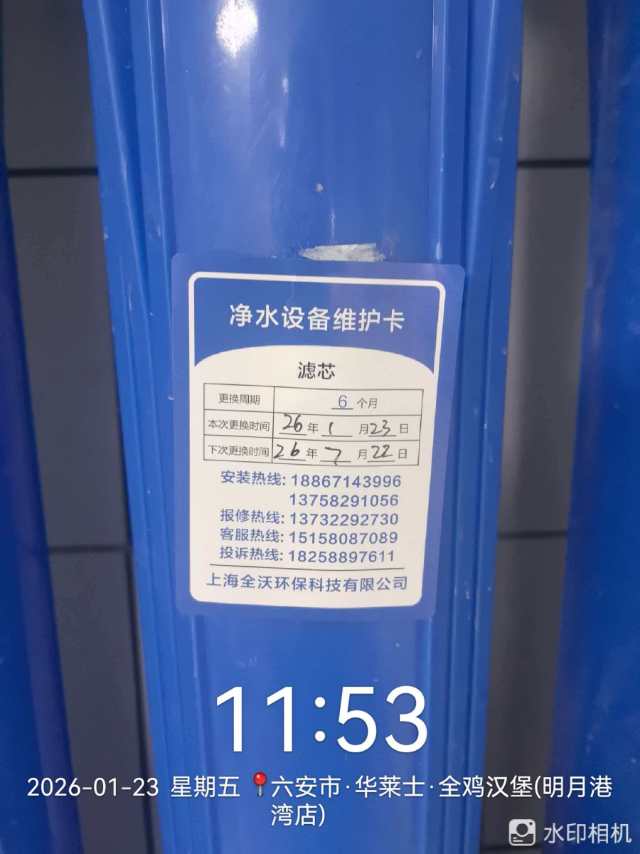 净水设备维护卡
滤芯
更换周期 6 个月
本次更换时间 26 年 1 月 23 日
下次更换时间 26 年 7 月 22 日
安装热线: 18867143996
13758291056
报修热线: 13732292730
客服热线: 15158087089
投诉热线: 18258897611
上海全沃环保科技有限公司
11:53
2026-01-23 星期五 六安市·华莱士·全鸡汉堡(明月港
湾店)
水印相机